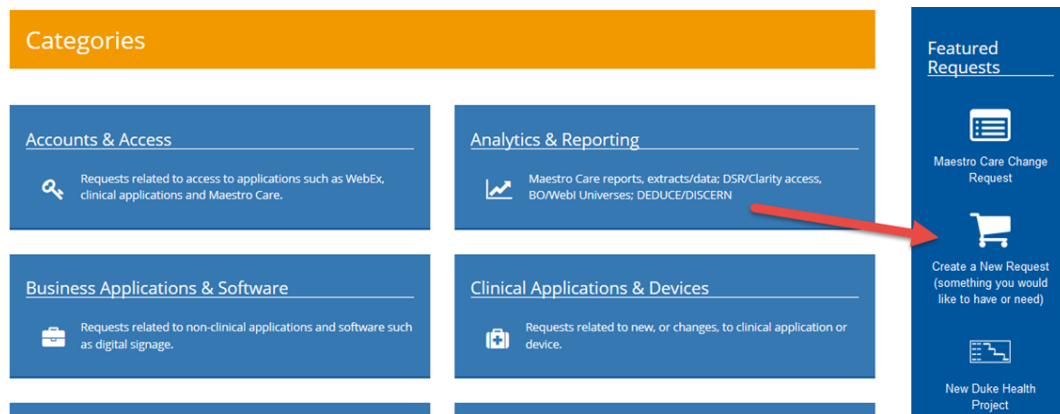 Categories
Accounts & Access
Requests related to access to applications such as WebEx,
clinical applications and Maestro Care.
Analytics & Reporting
Maestro Care reports, extracts/data; DSR/Clarity access,
BO/WebI Universes; DEDUCE/DISCERN
Business Applications & Software
Requests related to non-clinical applications and software such
as digital signage.
Clinical Applications & Devices
Requests related to new, or changes, to clinical application or
device.
Featured
Requests
Maestro Care Change
Request
Create a New Request
(something you would
like to have or need)
New Duke Health
Project